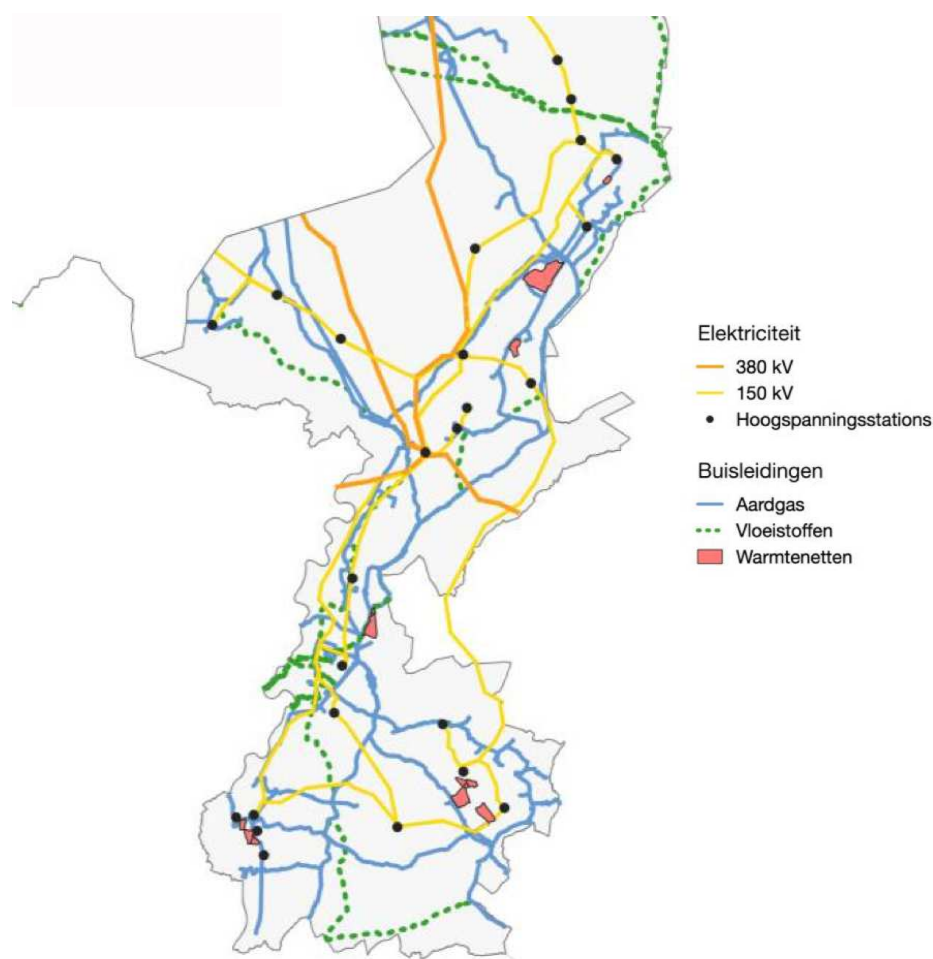 Elektriciteit
380 kV
150 kV
Hoogspanningsstations
Buisleidingen
Aardgas
Vloeistoffen
Warmtenetten